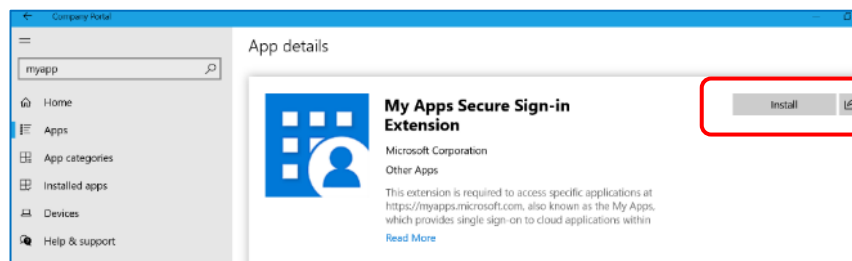 Company Portal
App details
myapp
Home
Apps
App categories
Installed apps
Devices
Help & support
My Apps Secure Sign-in
Extension
Microsoft Corporation
Other Apps
This extension is required to access specific applications at
https://myapps.microsoft.com, also known as the My Apps,
which provides single sign-on to cloud applications within
Read More
Install